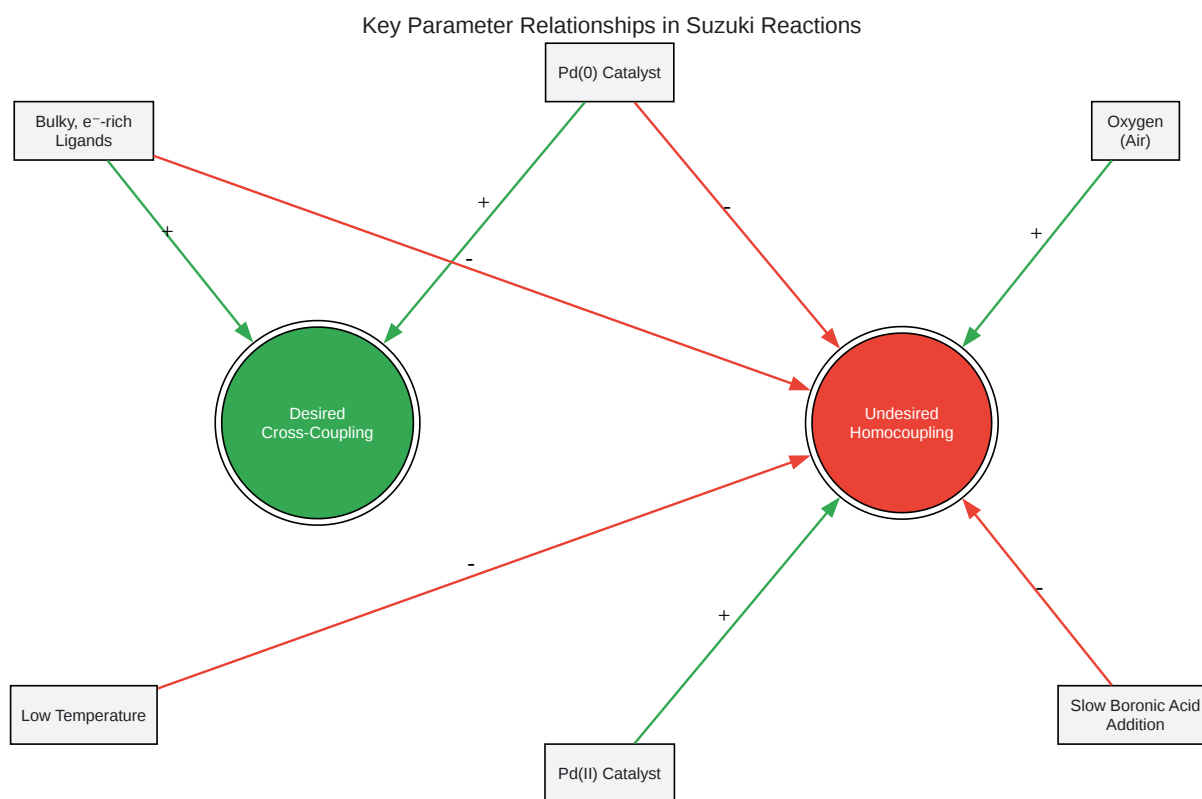 Key Parameter Relationships in Suzuki Reactions
Pd(0) Catalyst
Bulky, e⁻-rich
Ligands
Oxygen
(Air)
+
-
+
+
-
Desired
Cross-Coupling
Undesired
Homocoupling
-
-
+
Low Temperature
Slow Boronic Acid
Addition
Pd(II) Catalyst